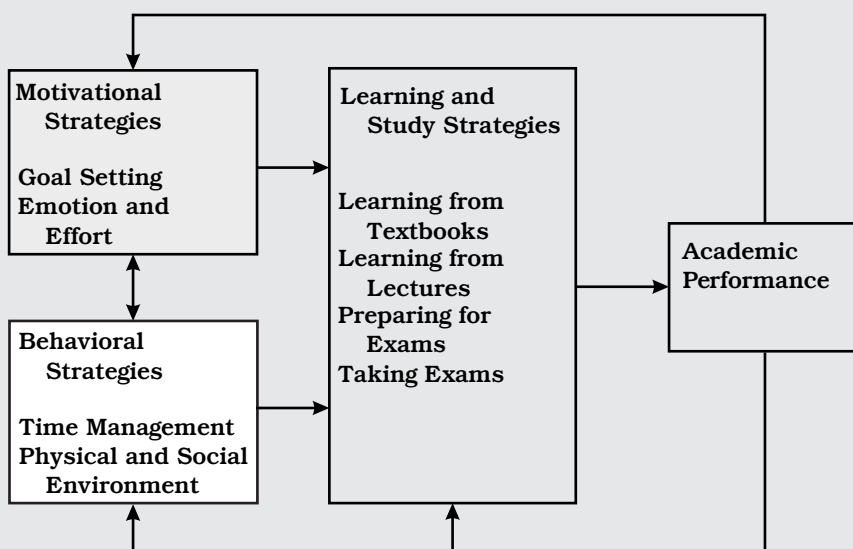 Motivational
Strategies
Goal Setting
Emotion and
Effort
Behavioral
Strategies
Time Management
Physical and Social
Environment
Learning and
Study Strategies
Learning from
Textbooks
Learning from
Lectures
Preparing for
Exams
Taking Exams
Academic
Performance